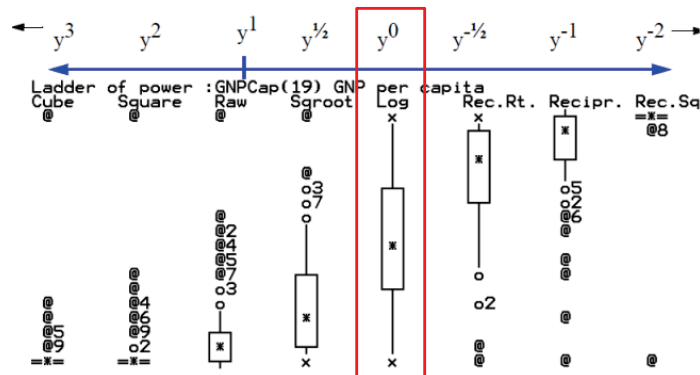 y³ y² y¹ y½ y⁰ y⁻½ y⁻¹ y⁻²
Ladder of power :GNPCap(19) GNP per capita
Cube Square Raw Sqroot Log Rec.Rt. Recipr. Rec.Sq
@ @ @ @ × × =*=
* * @8
@
@3 o5
o7 o2
@ o @6
@2 @
@4 * 
@5 @
@ @7 o @
@ @ o3
@ @4 o o2
@6 * @
@5 @9
@9 o2 * @
=*= =*= × × @ @ @